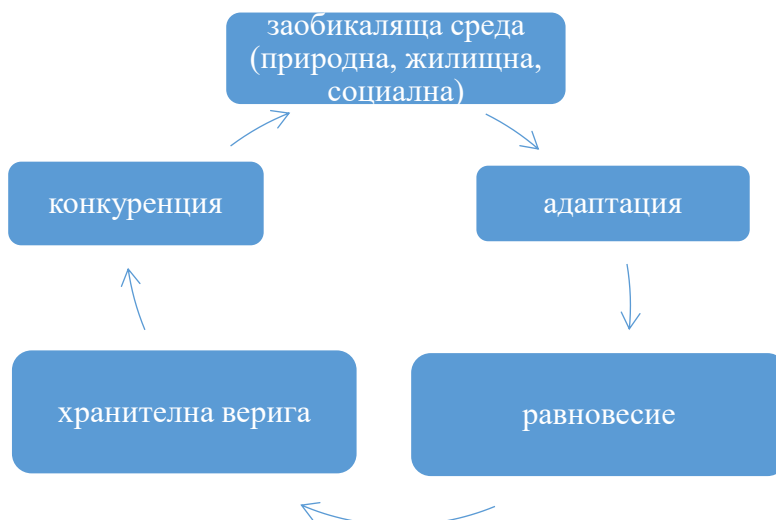 заобикаляща среда
(природна, жилищна,
социална)
адаптация
равновесие
хранителна верига
конкуренция